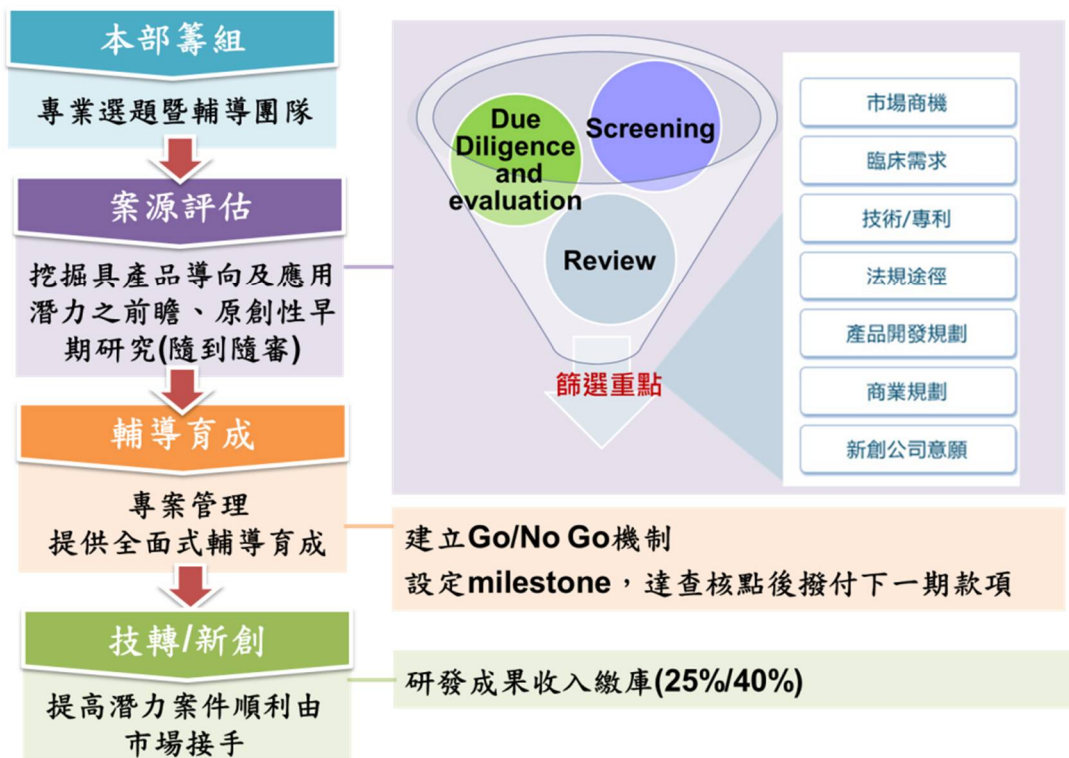 本部籌組
專業選題暨輔導團隊
案源評估
挖掘具產品導向及應用
潛力之前瞻、原創性早
期研究(隨到隨審)
輔導育成
專案管理
提供全面式輔導育成
技轉/新創
提高潛力案件順利由
市場接手
Due
Diligence
and
evaluation
Screening
Review
篩選重點
市場商機
臨床需求
技術/專利
法規途徑
產品開發規劃
商業規劃
新創公司意願
建立Go/No Go機制
設定milestone，達查核點後撥付下一期款項
研發成果收入繳庫(25%/40%)